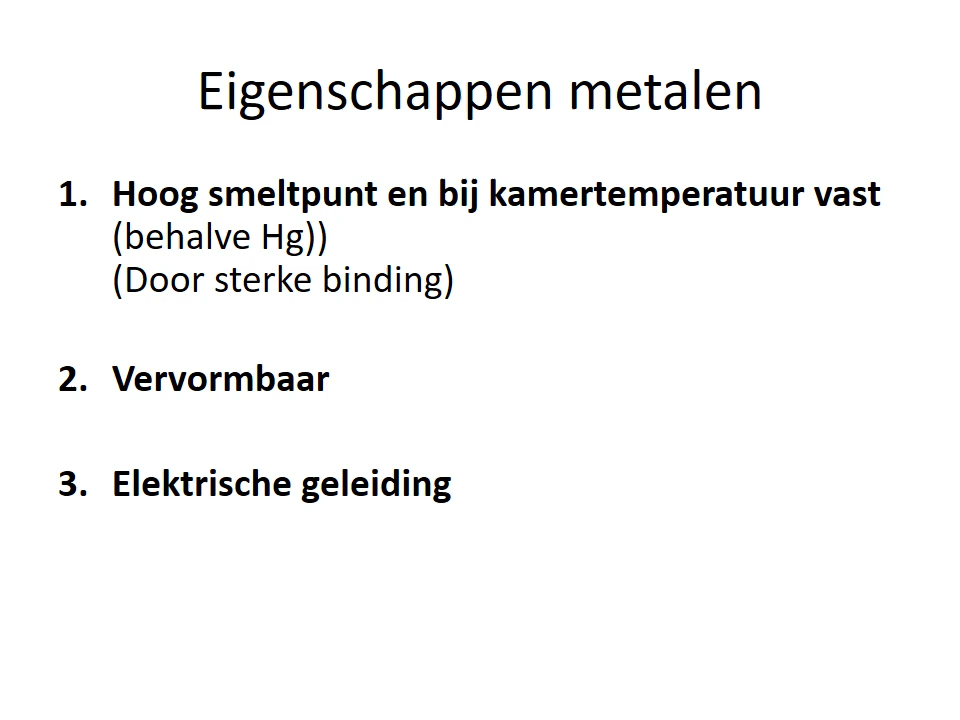 Eigenschappen metalen
1. Hoog smeltpunt en bij kamertemperatuur vast
(behalve Hg))
(Door sterke binding)
2. Vervormbaar
3. Elektrische geleiding